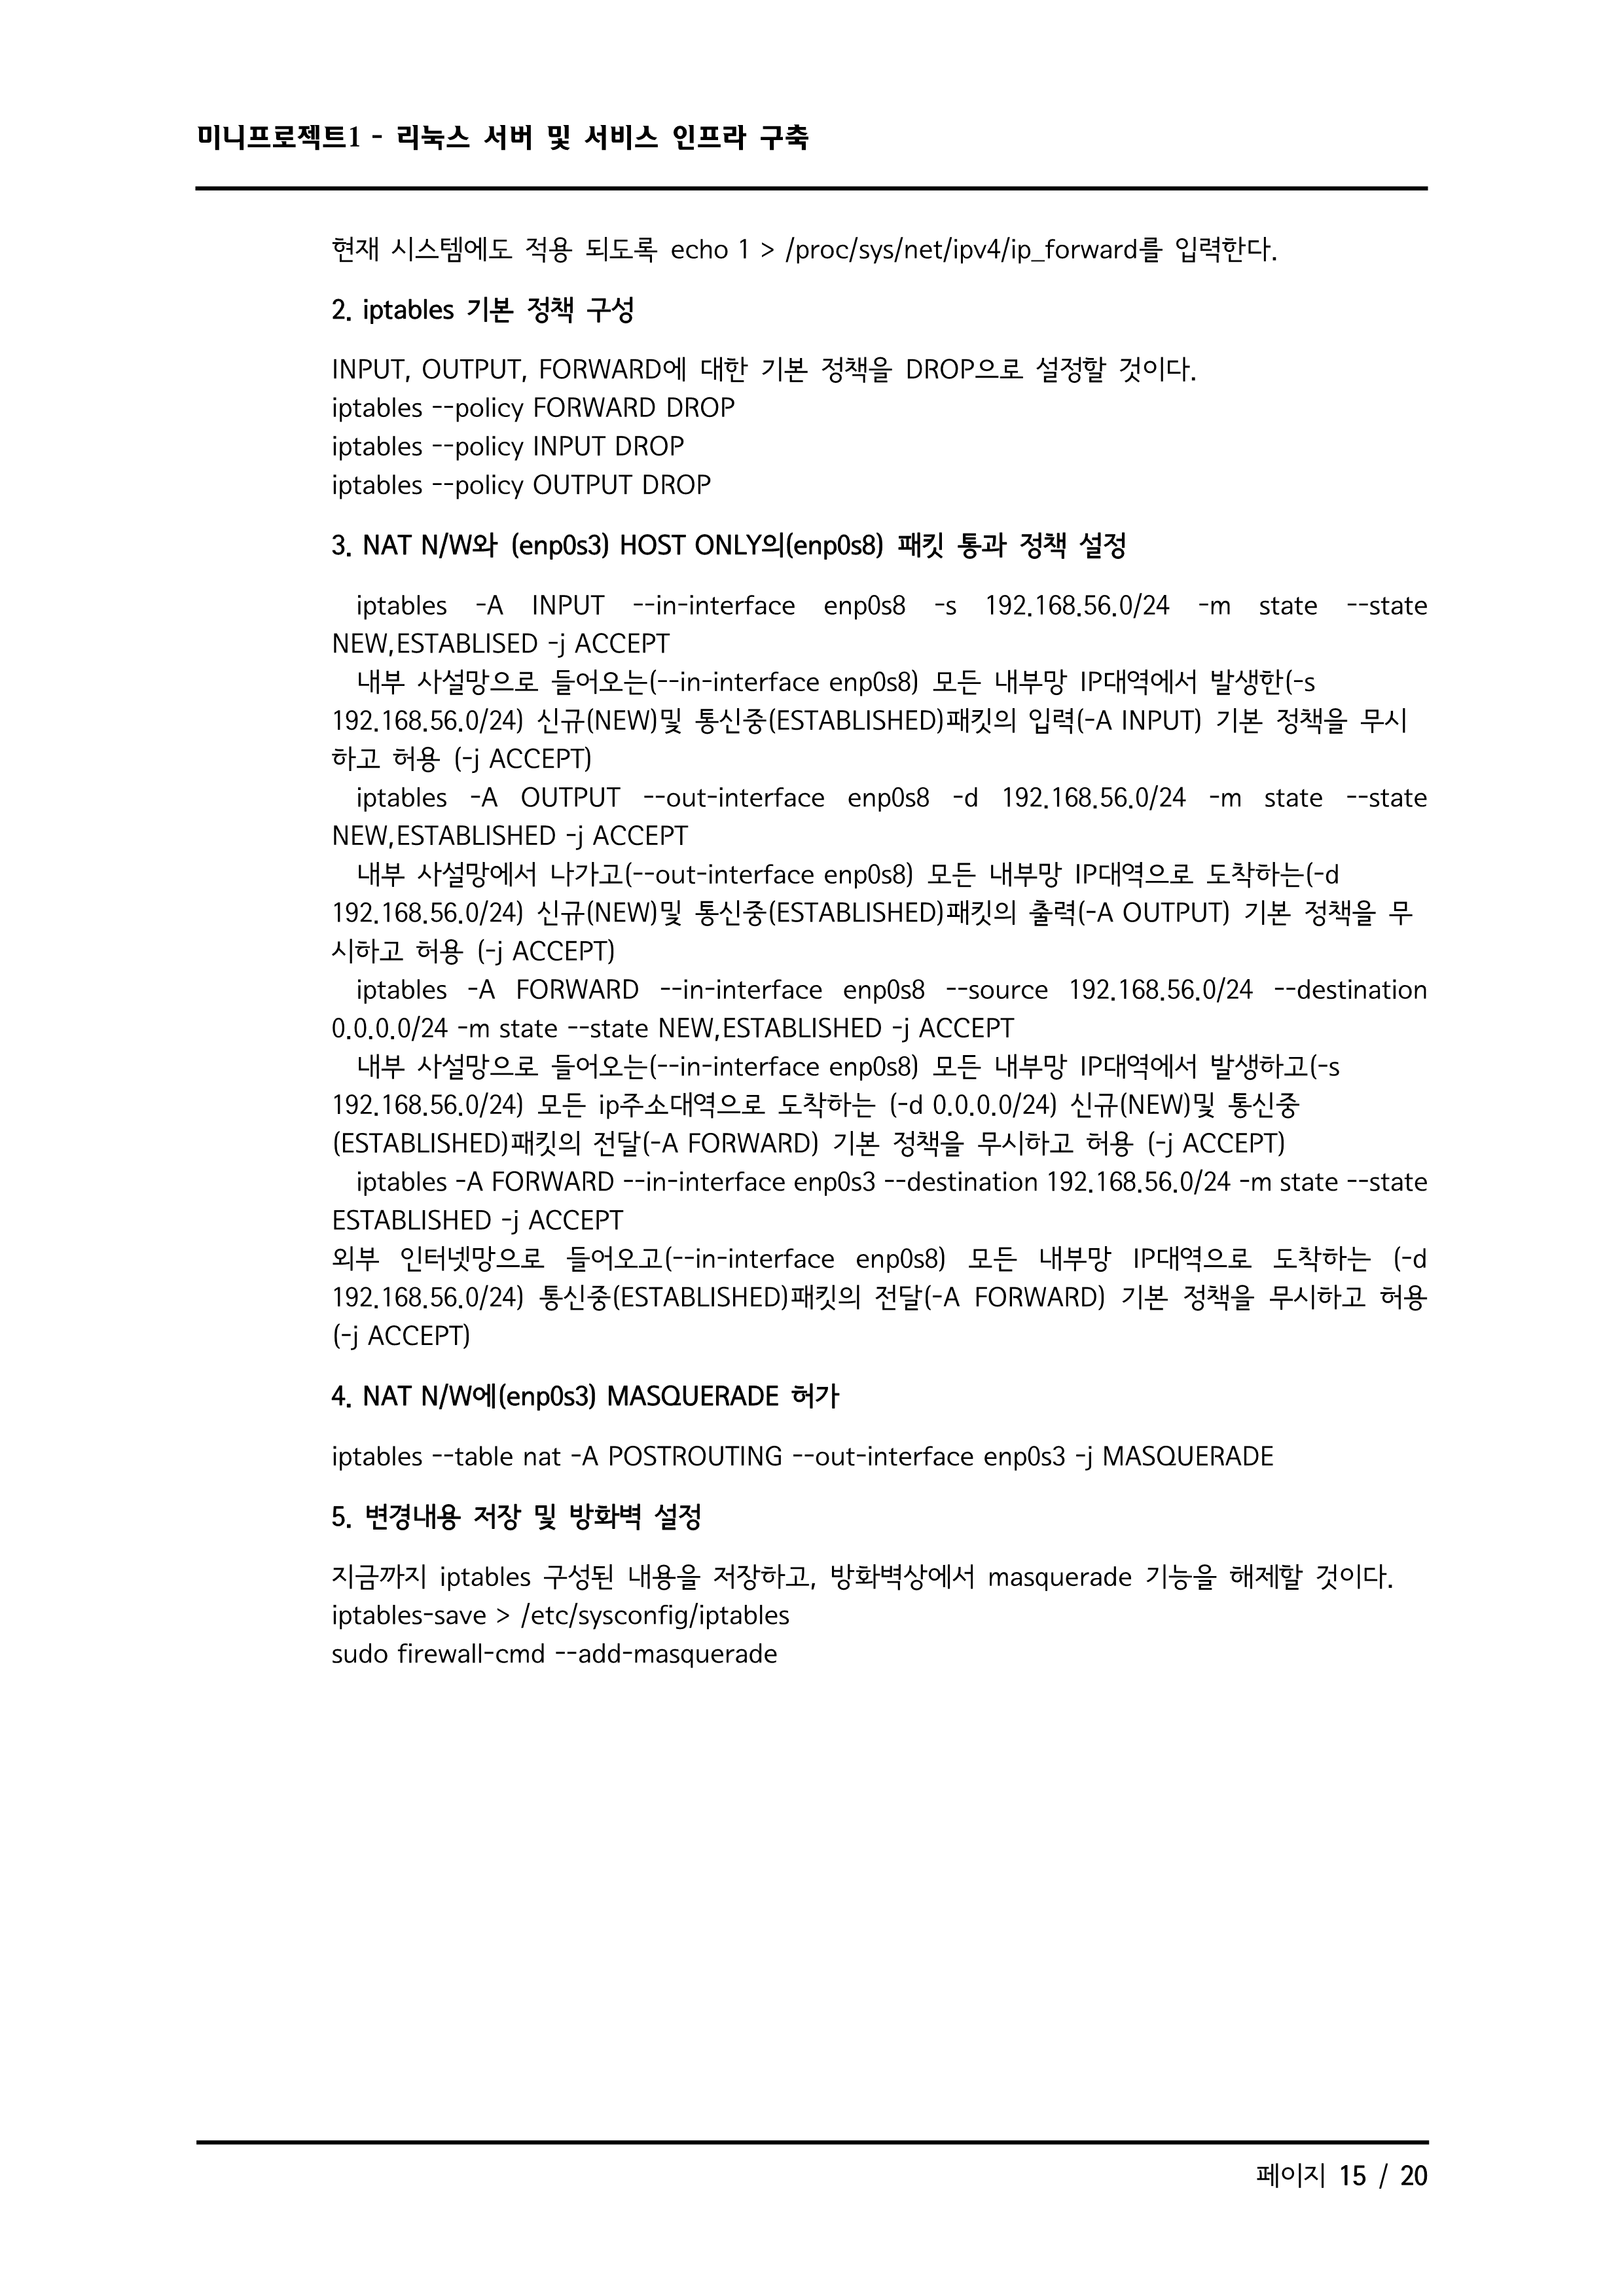 미니프로젝트1 - 리눅스 서버 및 서비스 인프라 구축
현재 시스템에도 적용 되도록 echo 1 > /proc/sys/net/ipv4/ip_forward를 입력한다.
2. iptables 기본 정책 구성
INPUT, OUTPUT, FORWARD에 대한 기본 정책을 DROP으로 설정할 것이다.
iptables --policy FORWARD DROP
iptables --policy INPUT DROP
iptables --policy OUTPUT DROP
3. NAT N/W와 (enp0s3) HOST ONLY의(enp0s8) 패킷 통과 정책 설정
iptables -A INPUT --in-interface enp0s8 -s 192.168.56.0/24 -m state --state
NEW,ESTABLISED -j ACCEPT
내부 사설망으로 들어오는(--in-interface enp0s8) 모든 내부망 IP대역에서 발생한(-s
192.168.56.0/24) 신규(NEW)및 통신중(ESTABLISHED)패킷의 입력(-A INPUT) 기본 정책을 무시
하고 허용 (-j ACCEPT)
iptables -A OUTPUT --out-interface enp0s8 -d 192.168.56.0/24 -m state --state
NEW,ESTABLISHED -j ACCEPT
내부 사설망에서 나가고(--out-interface enp0s8) 모든 내부망 IP대역으로 도착하는(-d
192.168.56.0/24) 신규(NEW)및 통신중(ESTABLISHED)패킷의 출력(-A OUTPUT) 기본 정책을 무
시하고 허용 (-j ACCEPT)
iptables -A FORWARD --in-interface enp0s8 --source 192.168.56.0/24 --destination
0.0.0.0/24 -m state --state NEW,ESTABLISHED -j ACCEPT
내부 사설망으로 들어오는(--in-interface enp0s8) 모든 내부망 IP대역에서 발생하고(-s
192.168.56.0/24) 모든 ip주소대역으로 도착하는 (-d 0.0.0.0/24) 신규(NEW)및 통신중
(ESTABLISHED)패킷의 전달(-A FORWARD) 기본 정책을 무시하고 허용 (-j ACCEPT)
iptables -A FORWARD --in-interface enp0s3 --destination 192.168.56.0/24 -m state --state
ESTABLISHED -j ACCEPT
외부 인터넷망으로 들어오고(--in-interface enp0s8) 모든 내부망 IP대역으로 도착하는 (-d
192.168.56.0/24) 통신중(ESTABLISHED)패킷의 전달(-A FORWARD) 기본 정책을 무시하고 허용
(-j ACCEPT)
4. NAT N/W에(enp0s3) MASQUERADE 허가
iptables --table nat -A POSTROUTING --out-interface enp0s3 -j MASQUERADE
5. 변경내용 저장 및 방화벽 설정
지금까지 iptables 구성된 내용을 저장하고, 방화벽상에서 masquerade 기능을 해제할 것이다.
iptables-save > /etc/sysconfig/iptables
sudo firewall-cmd --add-masquerade
페이지 15 / 20